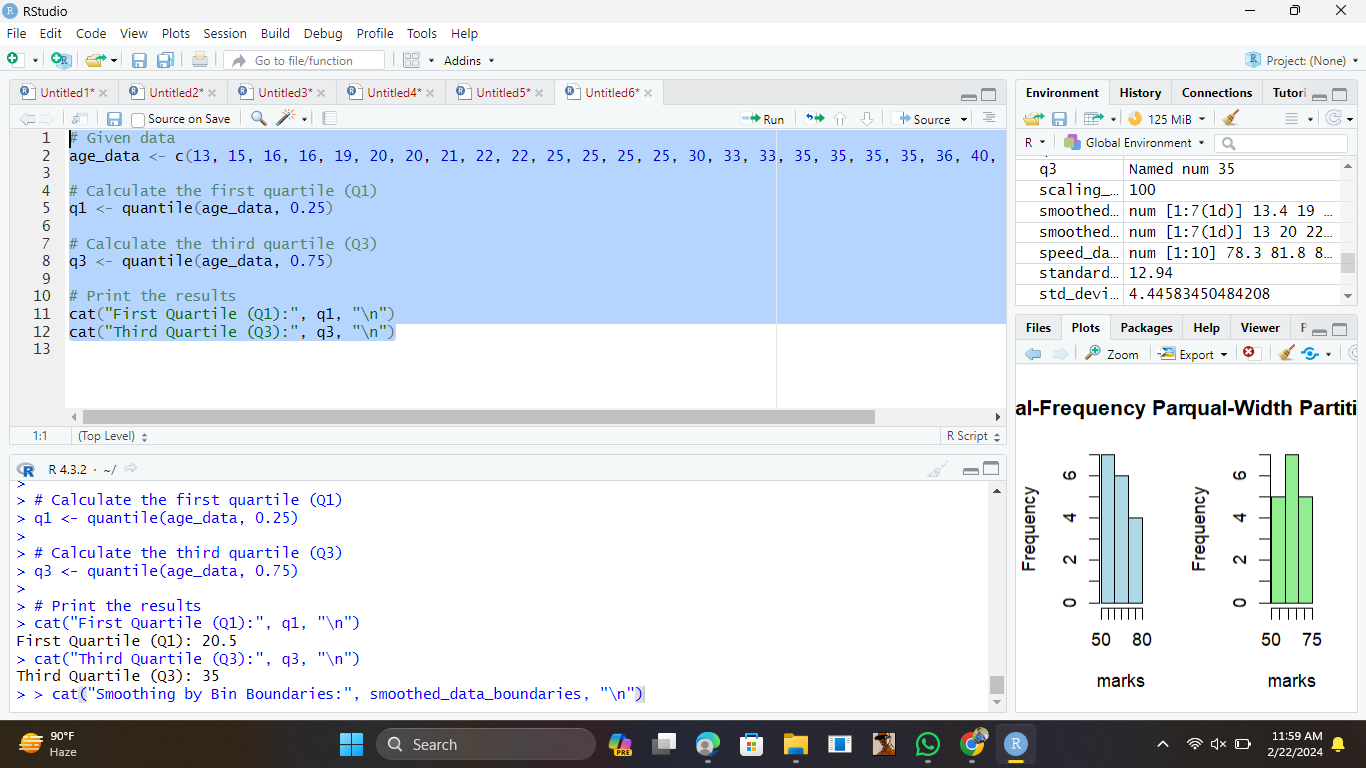 RStudio
File Edit Code View Plots Session Build Debug Profile Tools Help
Go to file/function Addins Project: (None)
Untitled1* Untitled2* Untitled3* Untitled4* Untitled5* Untitled6*
Source on Save Run Source
1 # Given data
2 age_data <- c(13, 15, 16, 16, 19, 20, 20, 21, 22, 22, 25, 25, 25, 25, 30, 33, 33, 35, 35, 35, 35, 36, 40,
3
4 # Calculate the first quartile (Q1)
5 q1 <- quantile(age_data, 0.25)
6
7 # Calculate the third quartile (Q3)
8 q3 <- quantile(age_data, 0.75)
9
10 # Print the results
11 cat("First Quartile (Q1):", q1, "\n")
12 cat("Third Quartile (Q3):", q3, "\n")
13
1:1 (Top Level) R Script
R 4.3.2 · ~/
>
> # Calculate the first quartile (Q1)
> q1 <- quantile(age_data, 0.25)
>
> # Calculate the third quartile (Q3)
> q3 <- quantile(age_data, 0.75)
>
> # Print the results
> cat("First Quartile (Q1):", q1, "\n")
First Quartile (Q1): 20.5
> cat("Third Quartile (Q3):", q3, "\n")
Third Quartile (Q3): 35
> > cat("Smoothing by Bin Boundaries:", smoothed_data_boundaries, "\n")
Environment History Connections Tutori
125 MiB
R Global Environment
q3 Named num 35
scaling_… 100
smoothed… num [1:7(1d)] 13.4 19 …
smoothed… num [1:7(1d)] 13 20 22…
speed_da… num [1:10] 78.3 81.8 8…
standard… 12.94
std_devi… 4.44583450484208
Files Plots Packages Help Viewer
Zoom Export
al-Frequency Parqual-Width Partiti
Frequency
0 2 4 6
50 80
marks
Frequency
0 2 4 6
50 75
marks
90°F
Haze
Search
PRE
11:59 AM
2/22/2024